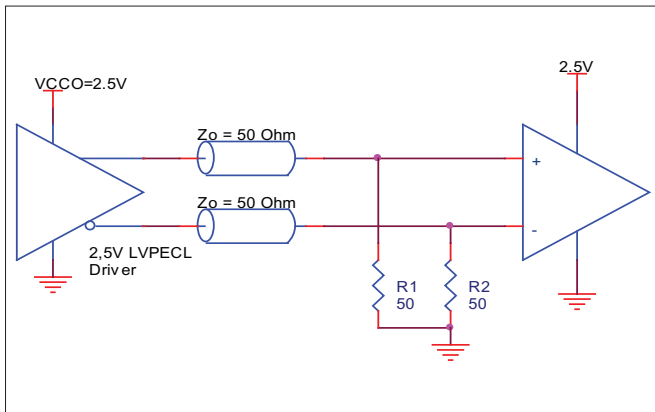 VCCO=2.5V
2.5V
Zo = 50 Ohm
+
Zo = 50 Ohm
-
2,5V LVPECL
Driver
R1
50
R2
50